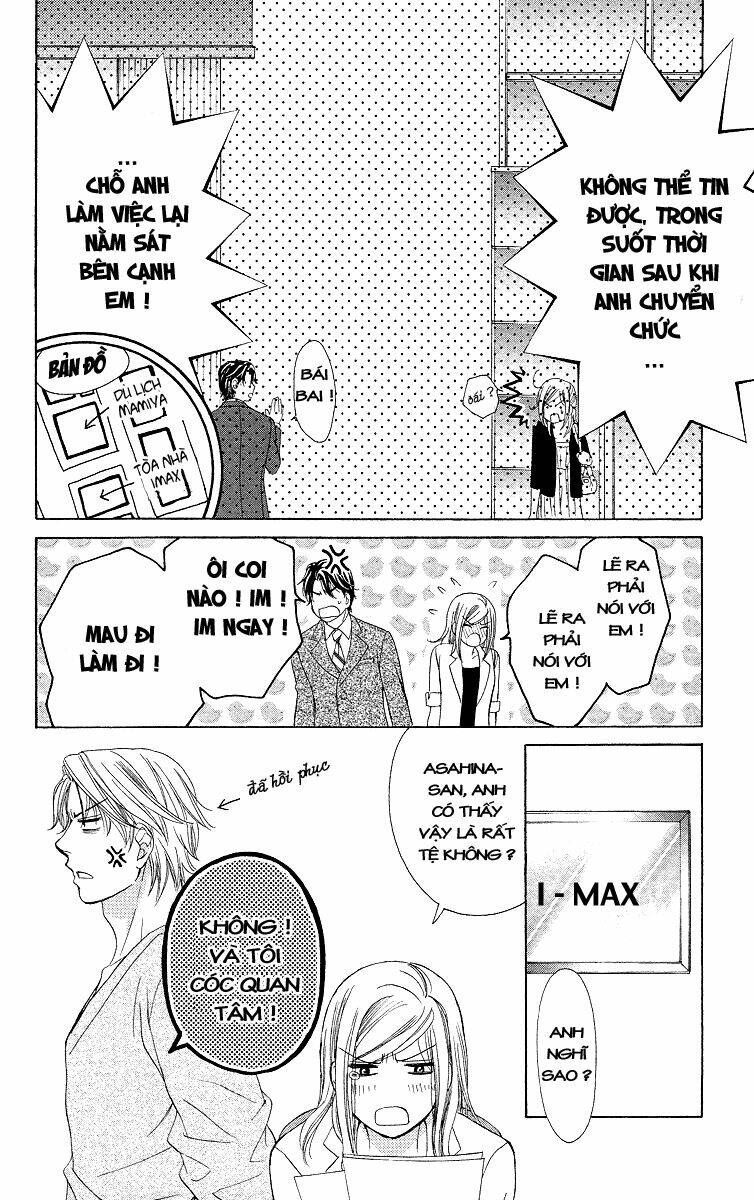 KHÔNG THỂ TIN
ĐƯỢC, TRONG
SUỐT THỜI
GIAN SAU KHI
ANH CHUYỂN
CHỨC
...
...
CHỖ ANH
LÀM VIỆC LẠI
NẰM SÁT
BÊN CẠNH
EM !
BẢN ĐỒ
DU LỊCH
MAMIYA
TÒA NHÀ
IMAX
BÁI
BAI !
BÁI ?
LẼ RA
PHẢI
NÓI VỚI
EM !
LẼ RA
PHẢI
NÓI VỚI
EM !
ÔI COI
NÀO ! IM !
IM NGAY !
MAU ĐI
LÀM ĐI !
I - MAX
ANH
NGHĨ
SAO ?
ASAHINA-
SAN, ANH
CÓ THẤY
VẬY LÀ RẤT
TỆ KHÔNG ?
đã hồi phục
KHÔNG !
VÀ TÔI
CÓC QUAN
TÂM !